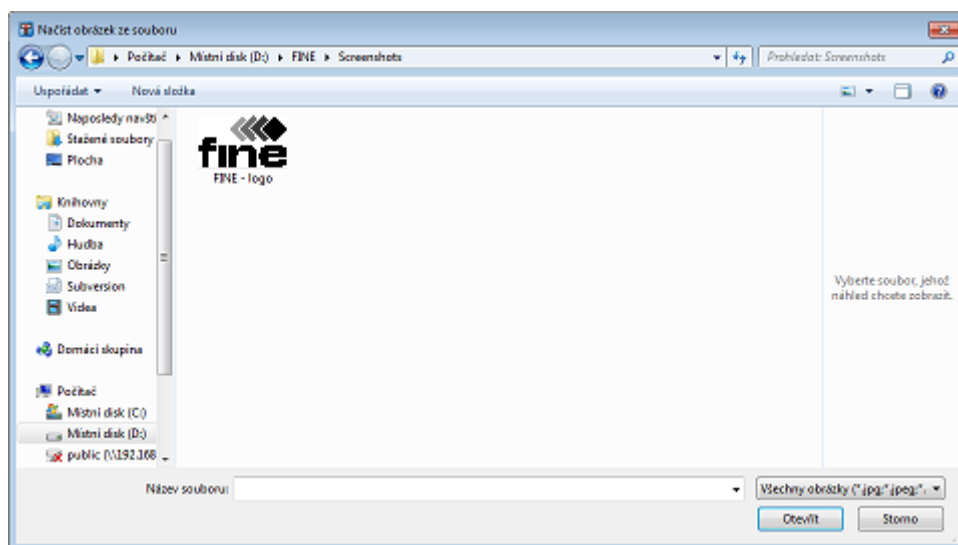 Načíst obrázek ze souboru
Počítač ▸ Místní disk (D:) ▸ FINE ▸ Screenshots
Prohledat: Screenshots
Uspořádat
Nová složka
Naposledy navští
Stažené soubory
Plocha
Knihovny
Dokumenty
Hudba
Obrázky
Subversion
Videa
Domácí skupina
Počítač
Místní disk (C:)
Místní disk (D:)
public (\\192.168
fine
FINE - logo
Vyberte soubor, jehož
náhled chcete zobrazit.
Název souboru:
Všechny obrázky (*.jpg;*.jpeg;*.
Otevřít
Storno